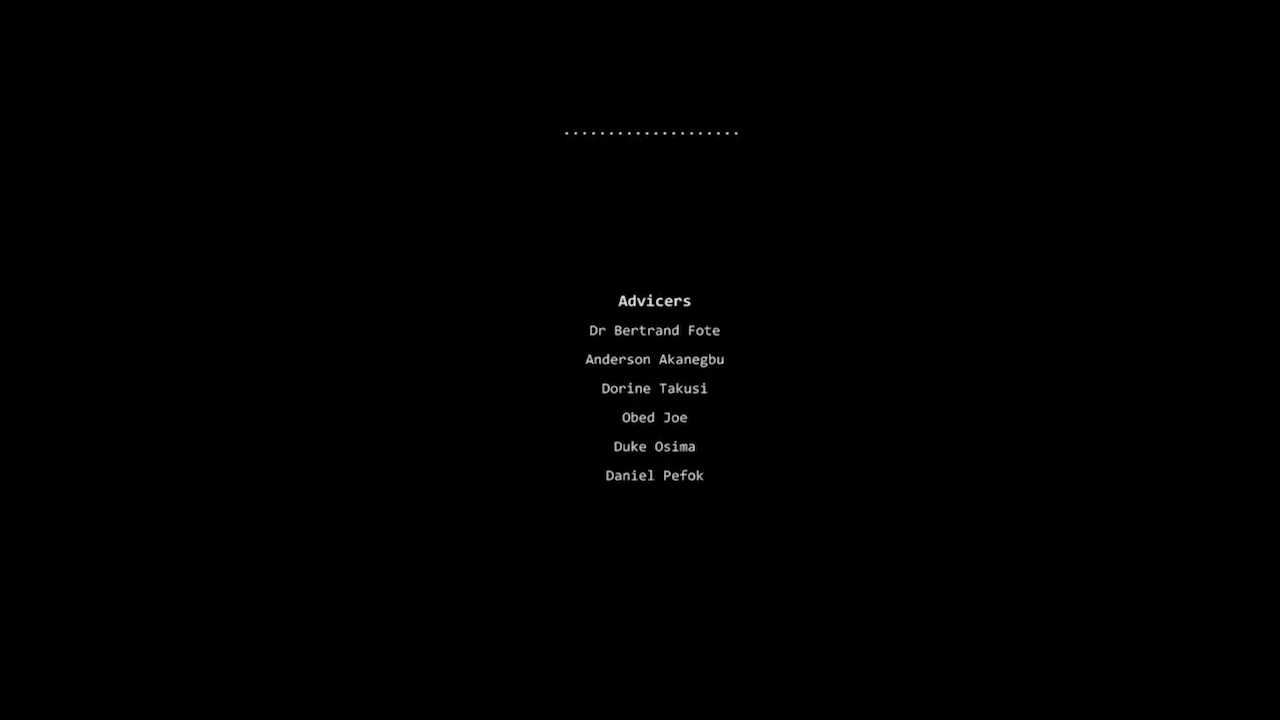 ....................
Advicers
Dr Bertrand Fote
Anderson Akanegbu
Dorine Takusi
Obed Joe
Duke Osima
Daniel Pefok